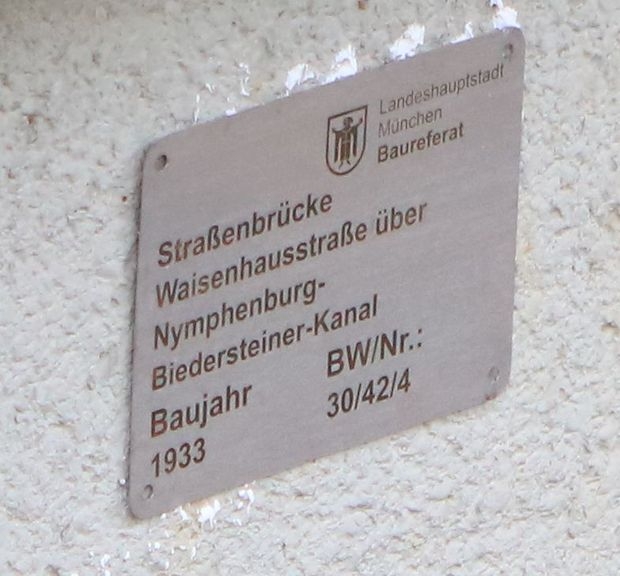 Landeshauptstadt
München
Baureferat
Straßenbrücke
Waisenhausstraße über
Nymphenburg-
Biedersteiner-Kanal
Baujahr BW/Nr.:
1933 30/42/4